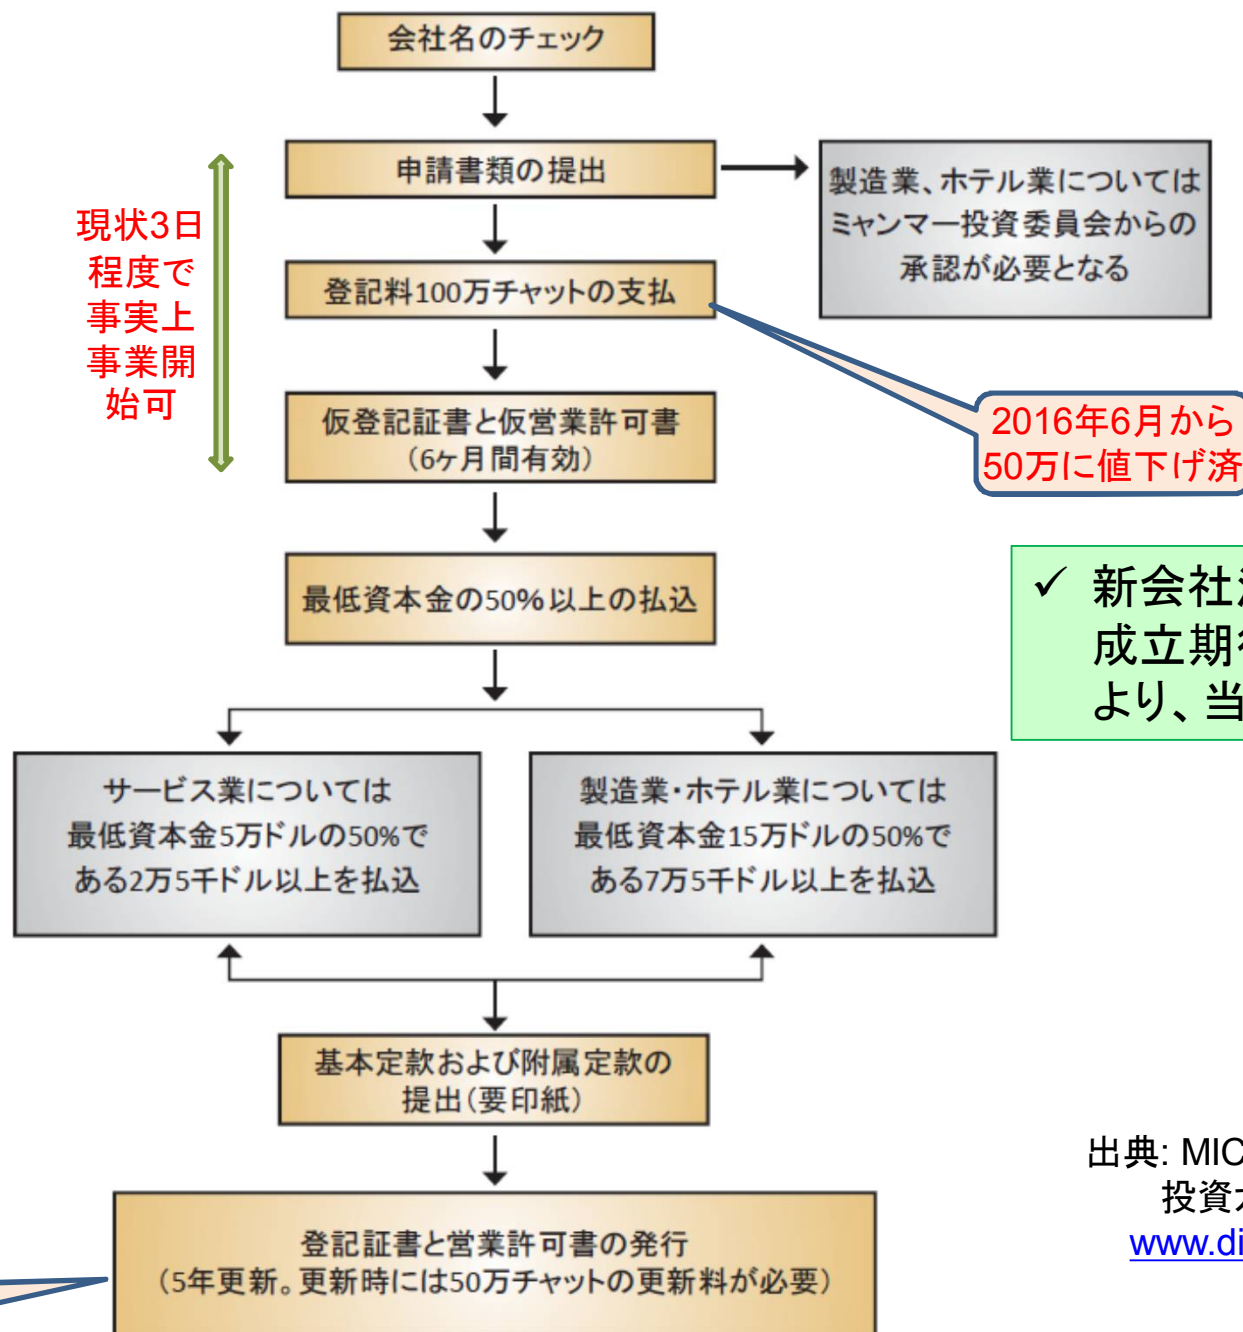 会社名のチェック
申請書類の提出
製造業、ホテル業については
ミャンマー投資委員会からの
承認が必要となる
現状3日
程度で
事実上
事業開
始可
登記料100万チャットの支払
2016年6月から
50万に値下げ済
仮登記証書と仮営業許可書
(6ヶ月間有効)
最低資本金の50%以上の払込
✓ 新会社
成立期
より、当
サービス業については
最低資本金5万ドルの50%で
ある2万5千ドル以上を払込
製造業・ホテル業については
最低資本金15万ドルの50%で
ある7万5千ドル以上を払込
基本定款および附属定款の
提出(要印紙)
出典: MIC
投資
www.di
登記証書と営業許可書の発行
(5年更新。更新時には50万チャットの更新料が必要)